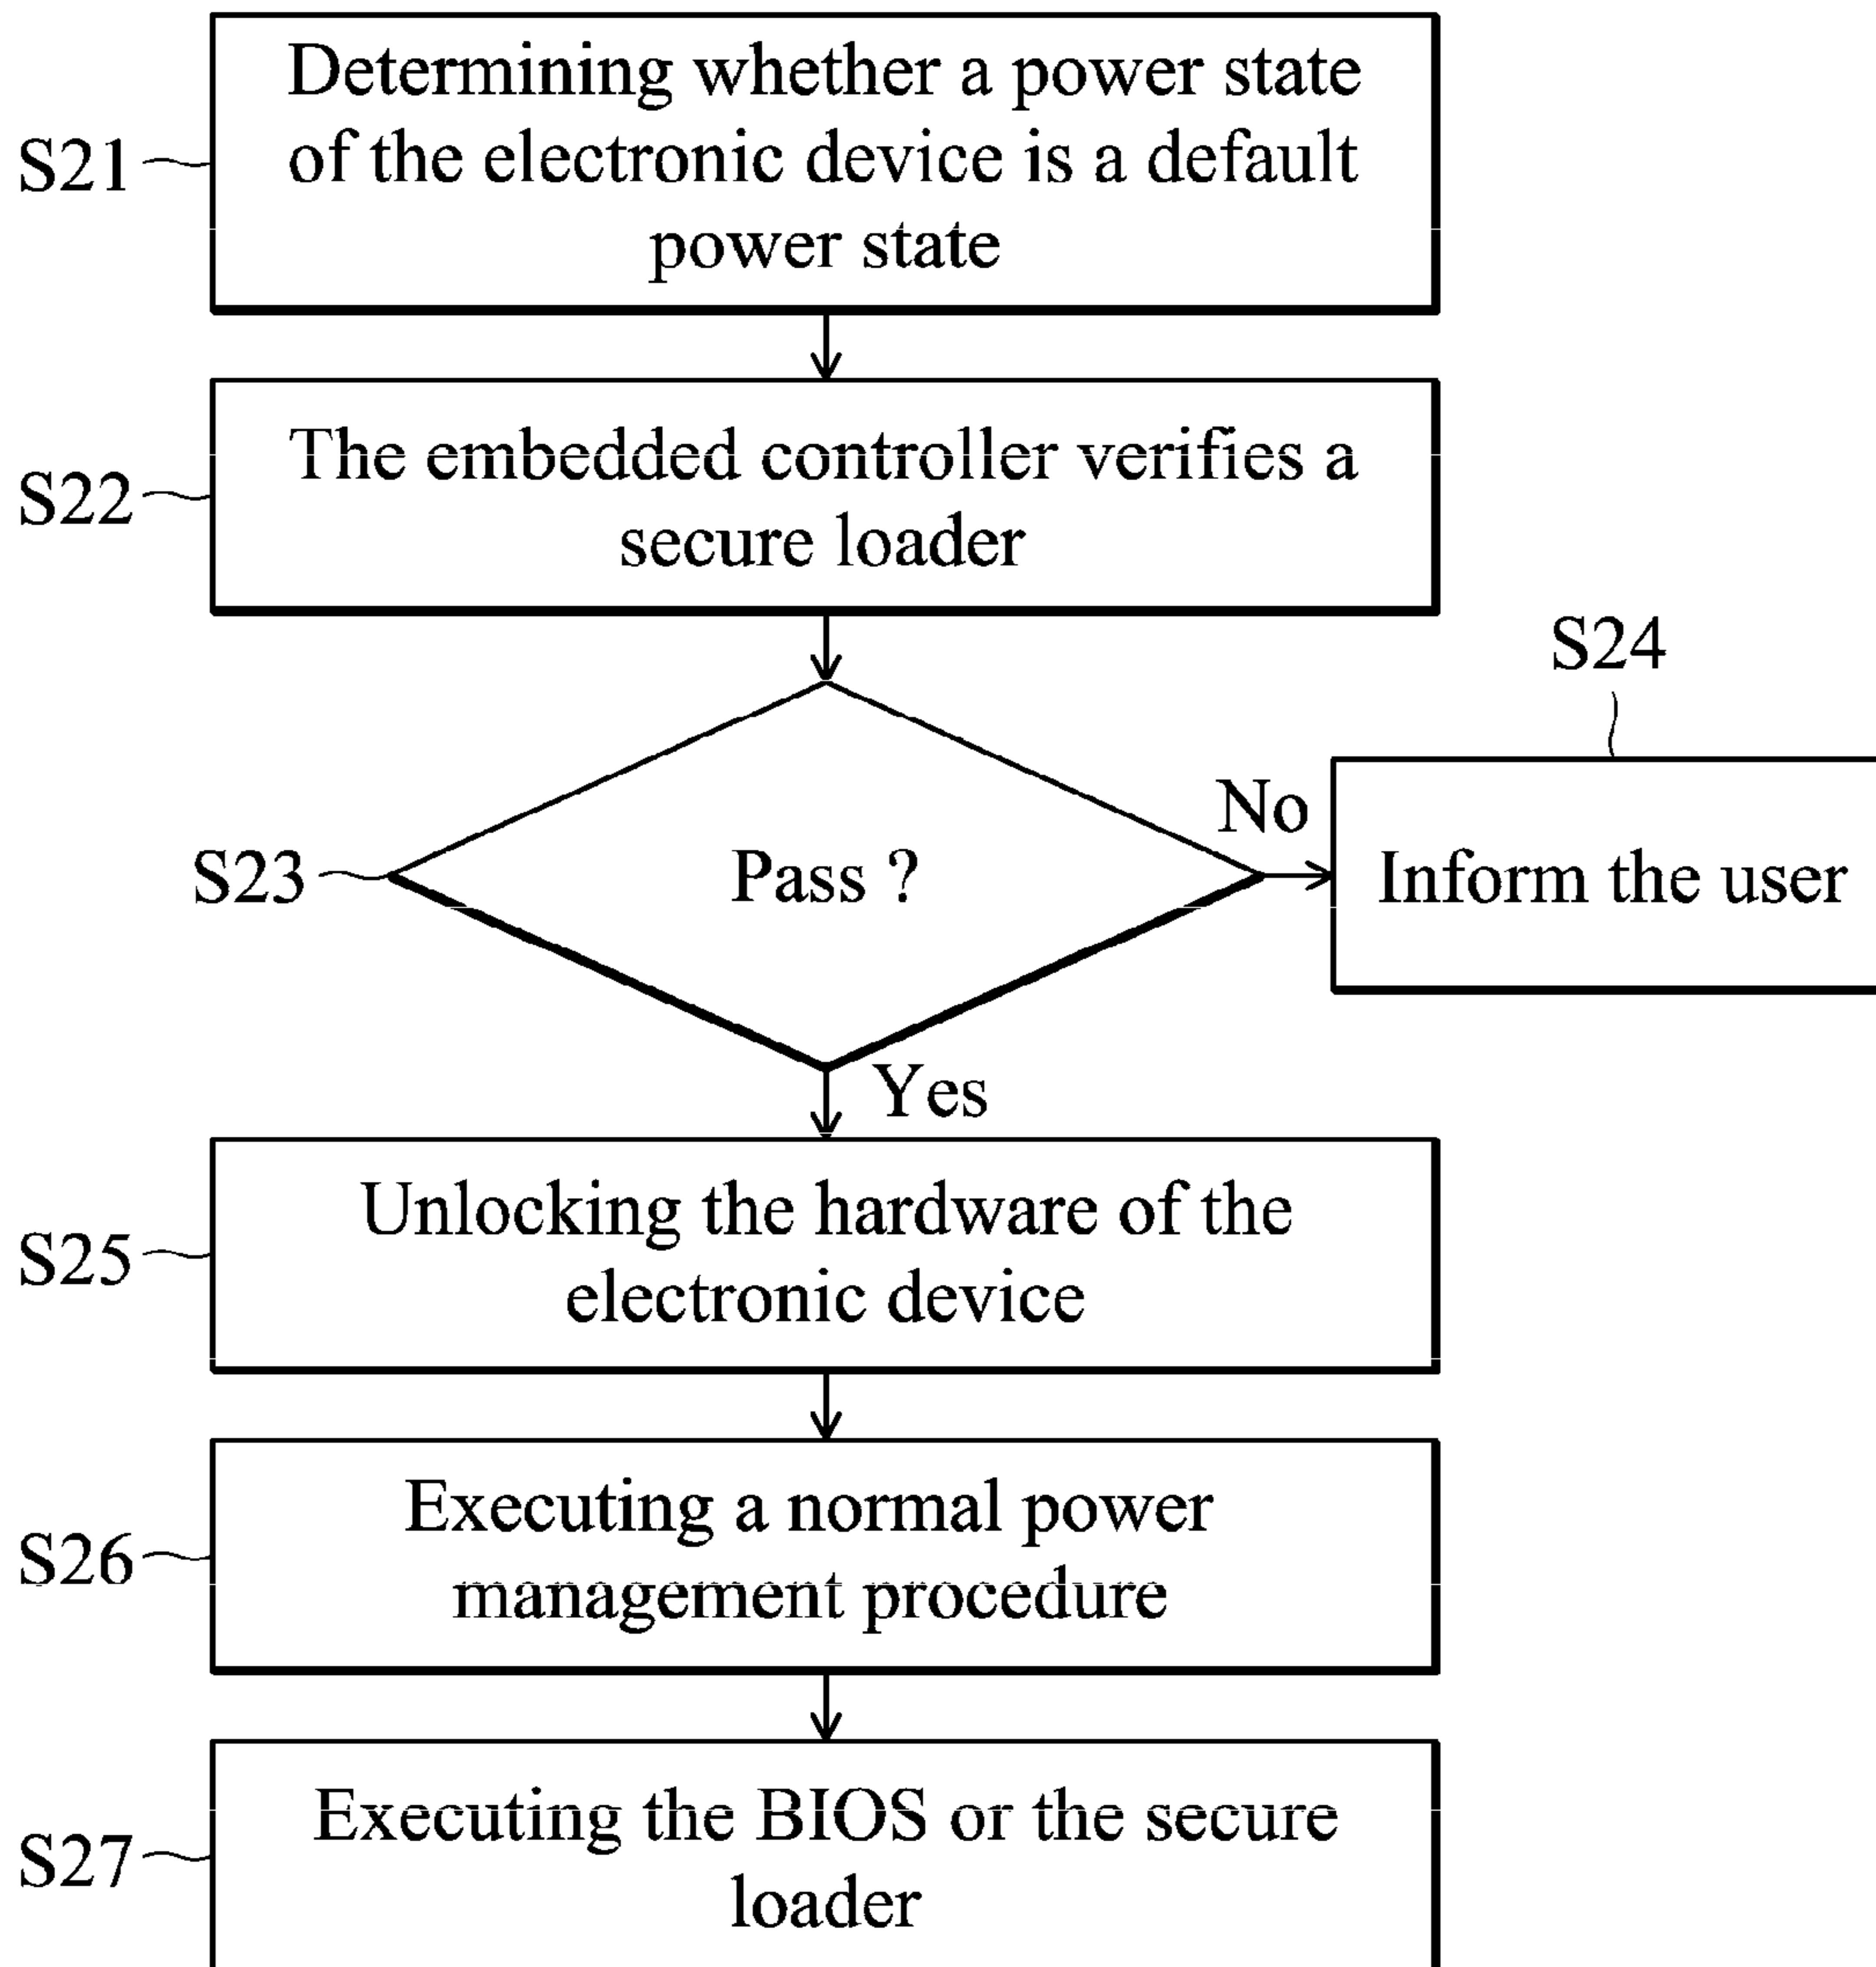 S21
Determining whether a power state
of the electronic device is a default
power state
S22
The embedded controller verifies a
secure loader
S23
Pass ?
No
S24
Inform the user
Yes
S25
Unlocking the hardware of the
electronic device
S26
Executing a normal power
management procedure
S27
Executing the BIOS or the secure
loader